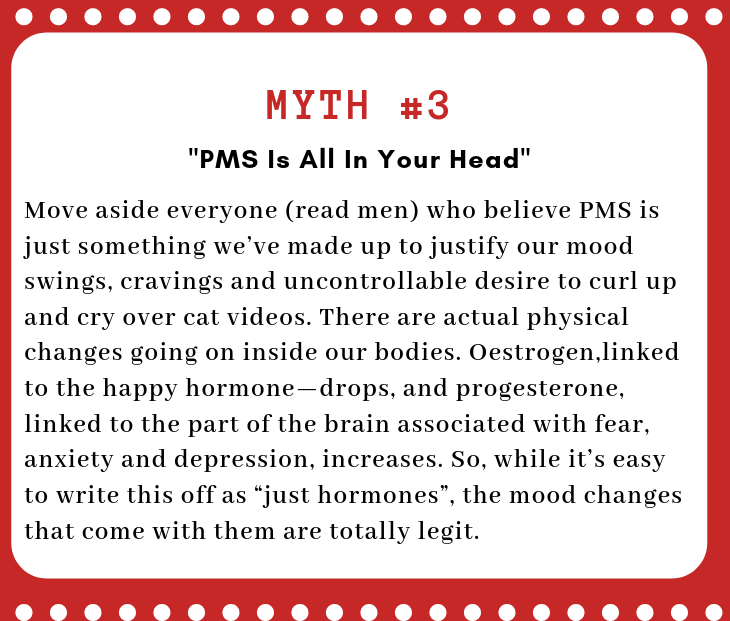 MYTH #3
"PMS Is All In Your Head"
Move aside everyone (read men) who believe PMS is
just something we’ve made up to justify our mood
swings, cravings and uncontrollable desire to curl up
and cry over cat videos. There are actual physical
changes going on inside our bodies. Oestrogen,linked
to the happy hormone—drops, and progesterone,
linked to the part of the brain associated with fear,
anxiety and depression, increases. So, while it’s easy
to write this off as “just hormones”, the mood changes
that come with them are totally legit.